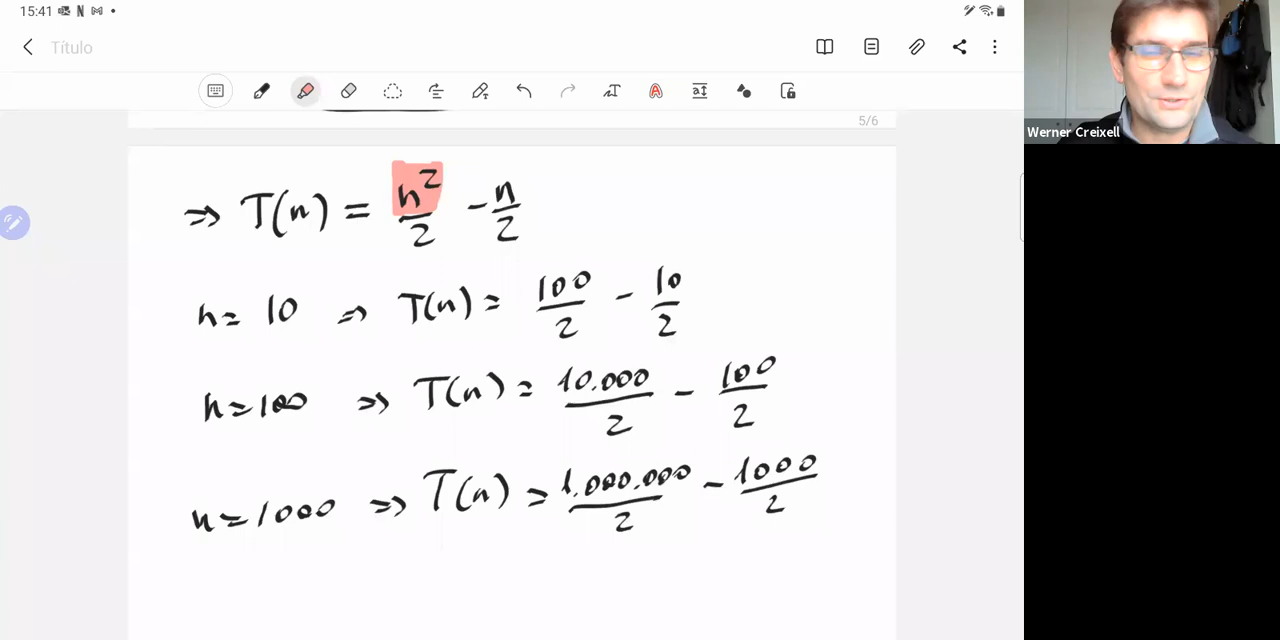 15:41
Título
Werner Creixell
5/6
⇒ T(n) = n²/2 - n/2
n = 10 ⇒ T(n) = 100/2 - 10/2
n = 100 ⇒ T(n) = 10.000/2 - 100/2
n = 1000 ⇒ T(n) = 1.000.000/2 - 1000/2